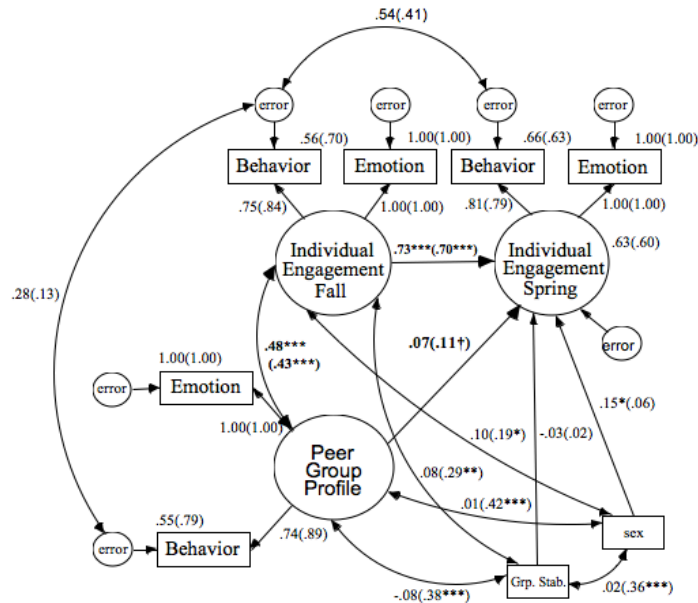 .54(.41)
error
error
error
error
.56(.70)
1.00(1.00)
.66(.63)
1.00(1.00)
Behavior
Emotion
Behavior
Emotion
.75(.84)
1.00(1.00)
.81(.79)
1.00(1.00)
Individual
Engagement
Fall
.73***(.70***)
Individual
Engagement
Spring
.63(.60)
.28(.13)
error
.48***
(.43***)
.07(.11†)
1.00(1.00)
error
Emotion
1.00(1.00)
.15*(.06)
.10(.19*)
-.03(.02)
Peer
Group
Profile
.08(.29**)
.01(.42***)
.55(.79)
sex
error
Behavior
.74(.89)
Grp. Stab.
.02(.36***)
-.08(.38***)